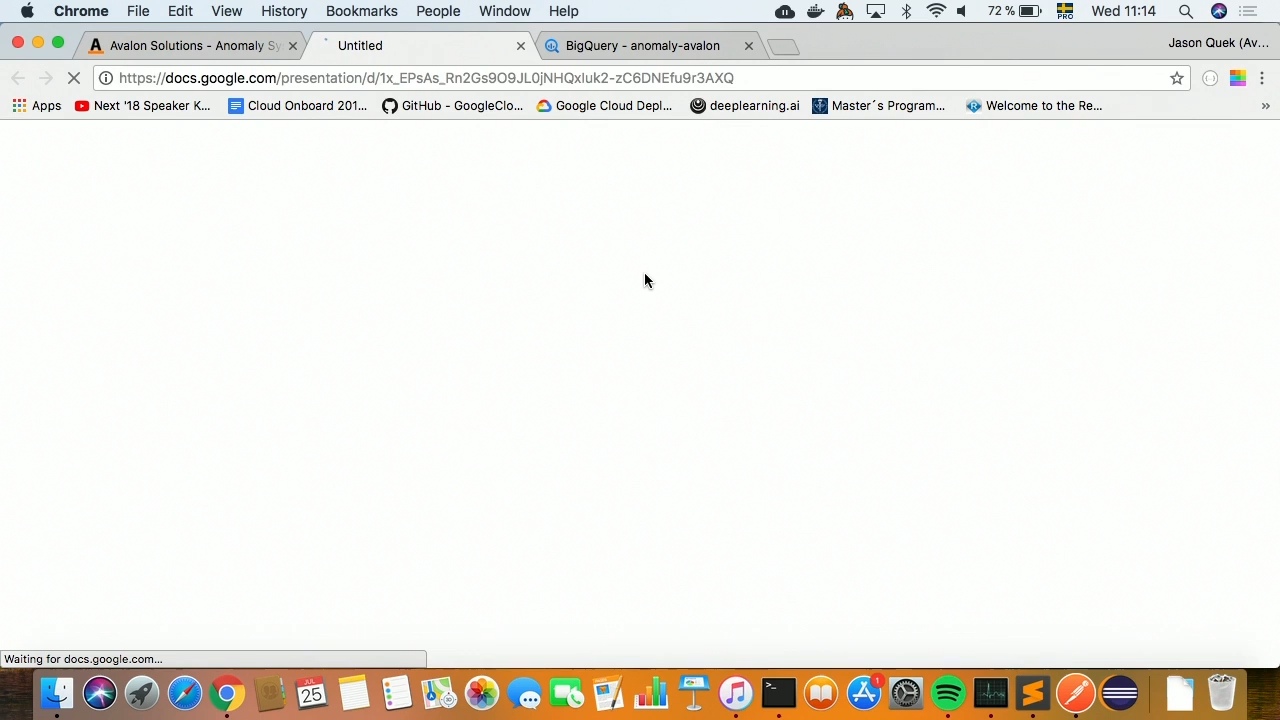 Chrome File Edit View History Bookmarks People Window Help 72 % PRO Wed 11:14
Avalon Solutions - Anomaly Sy Untitled BigQuery - anomaly-avalon Jason Quek (Av...
https://docs.google.com/presentation/d/1x_EPsAs_Rn2Gs9O9JL0jNHQxluk2-zC6DNEfu9r3AXQ
Apps Next '18 Speaker K... Cloud Onboard 201... GitHub - GoogleClo... Google Cloud Depl... deeplearning.ai Master´s Program... Welcome to the Re... »
Waiting for docs.google.com...
JUL
25
1